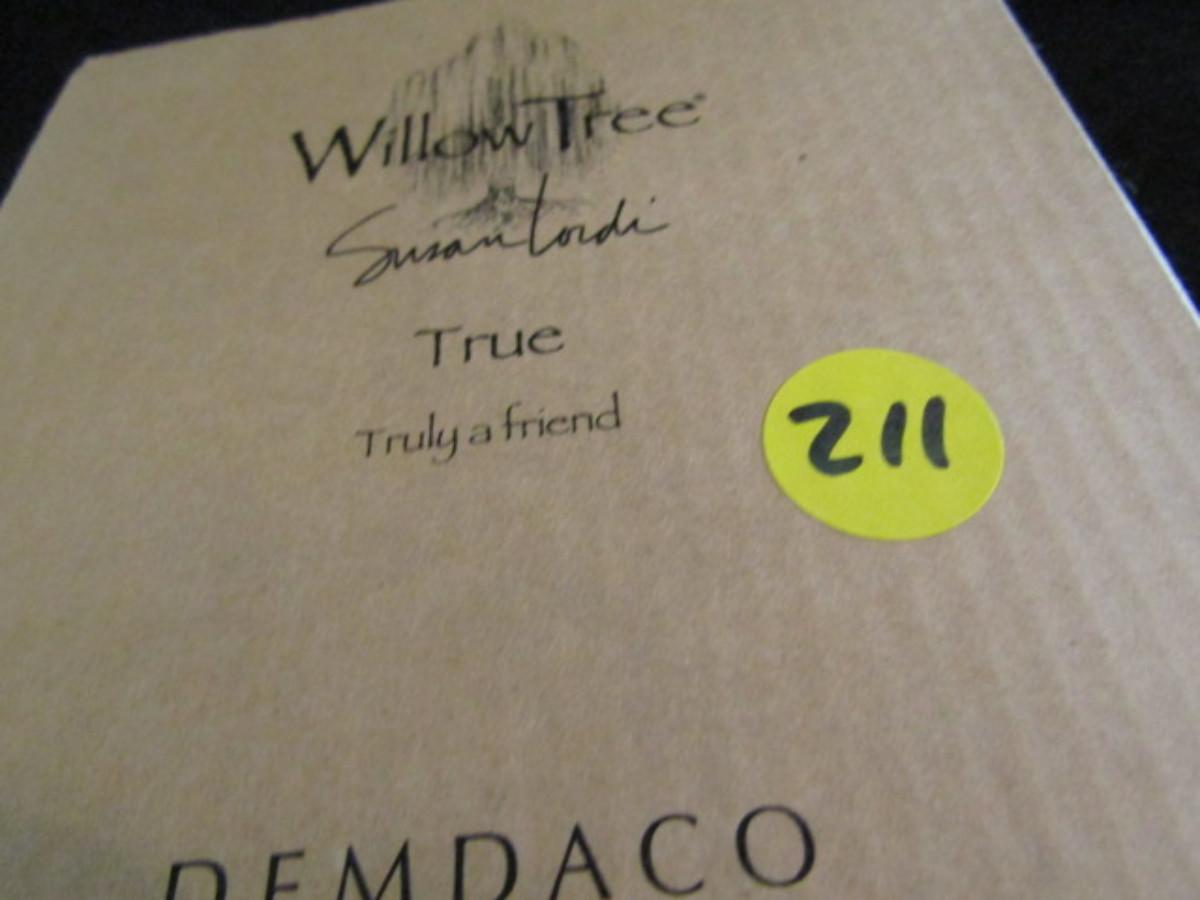 Willow Tree®
Susan Lordi
True
Truly a friend
211
DEMDACO